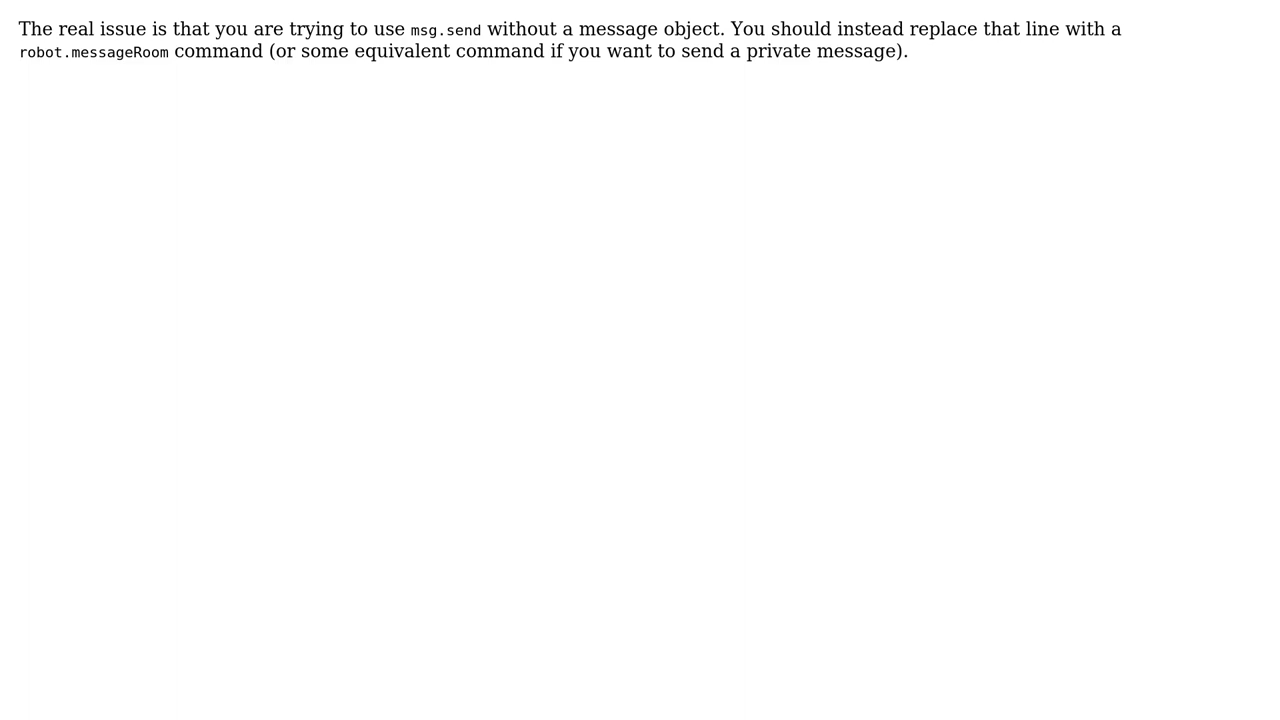 The real issue is that you are trying to use msg.send without a message object. You should instead replace that line with a
robot.messageRoom command (or some equivalent command if you want to send a private message).